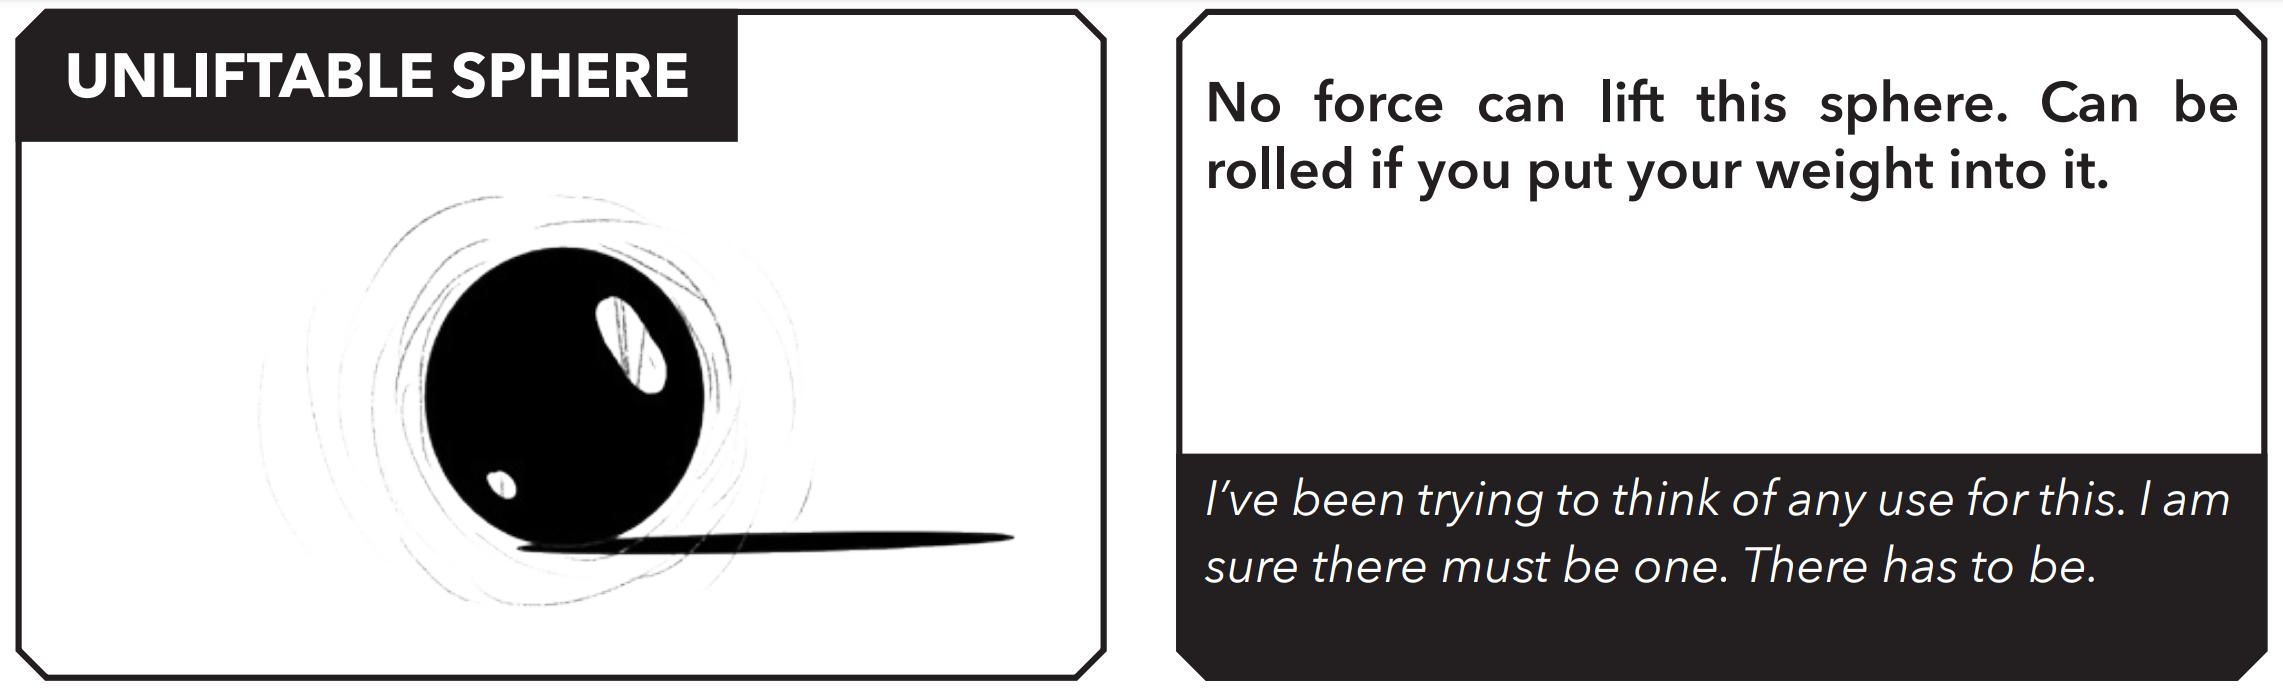 UNLIFTABLE SPHERE
No force can lift this sphere. Can be
rolled if you put your weight into it.
I’ve been trying to think of any use for this. I am
sure there must be one. There has to be.